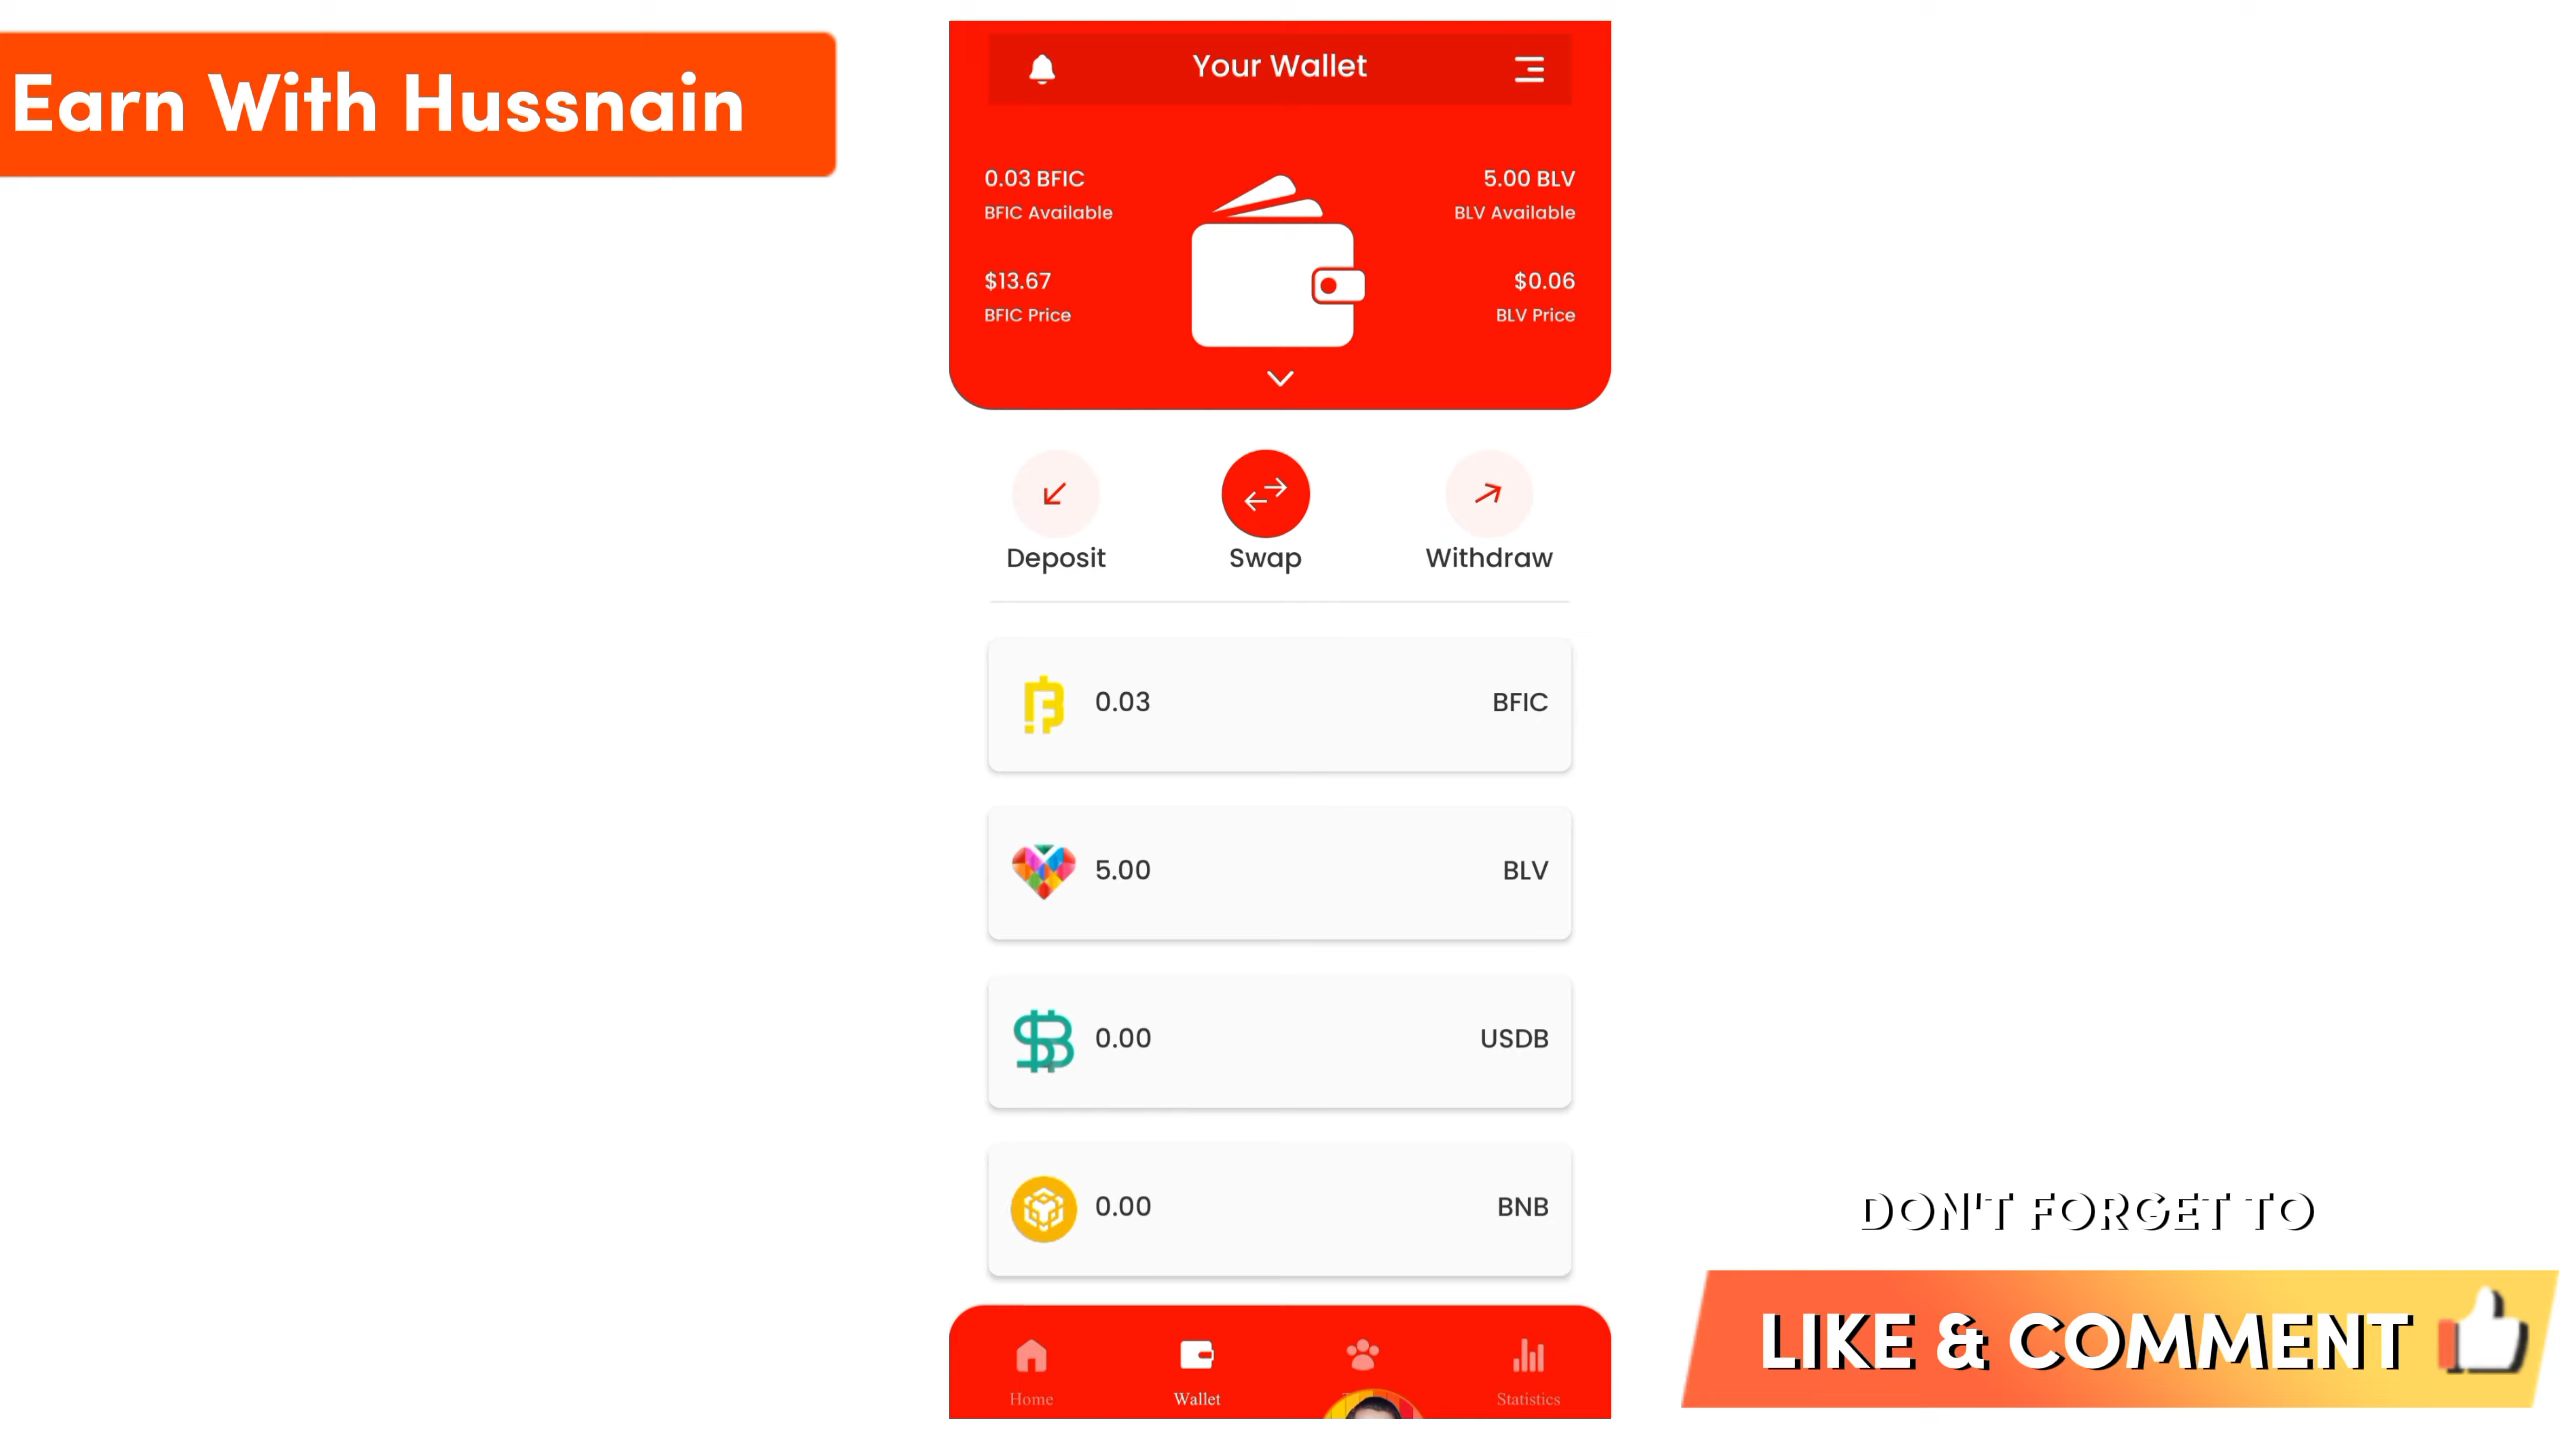 Earn With Hussnain
Your Wallet
0.03 BFIC
BFIC Available
5.00 BLV
BLV Available
$13.67
BFIC Price
$0.06
BLV Price
Deposit
Swap
Withdraw
0.03 BFIC
5.00 BLV
0.00 USDB
0.00 BNB
Home
Wallet
Statistics
DON'T FORGET TO
LIKE & COMMENT